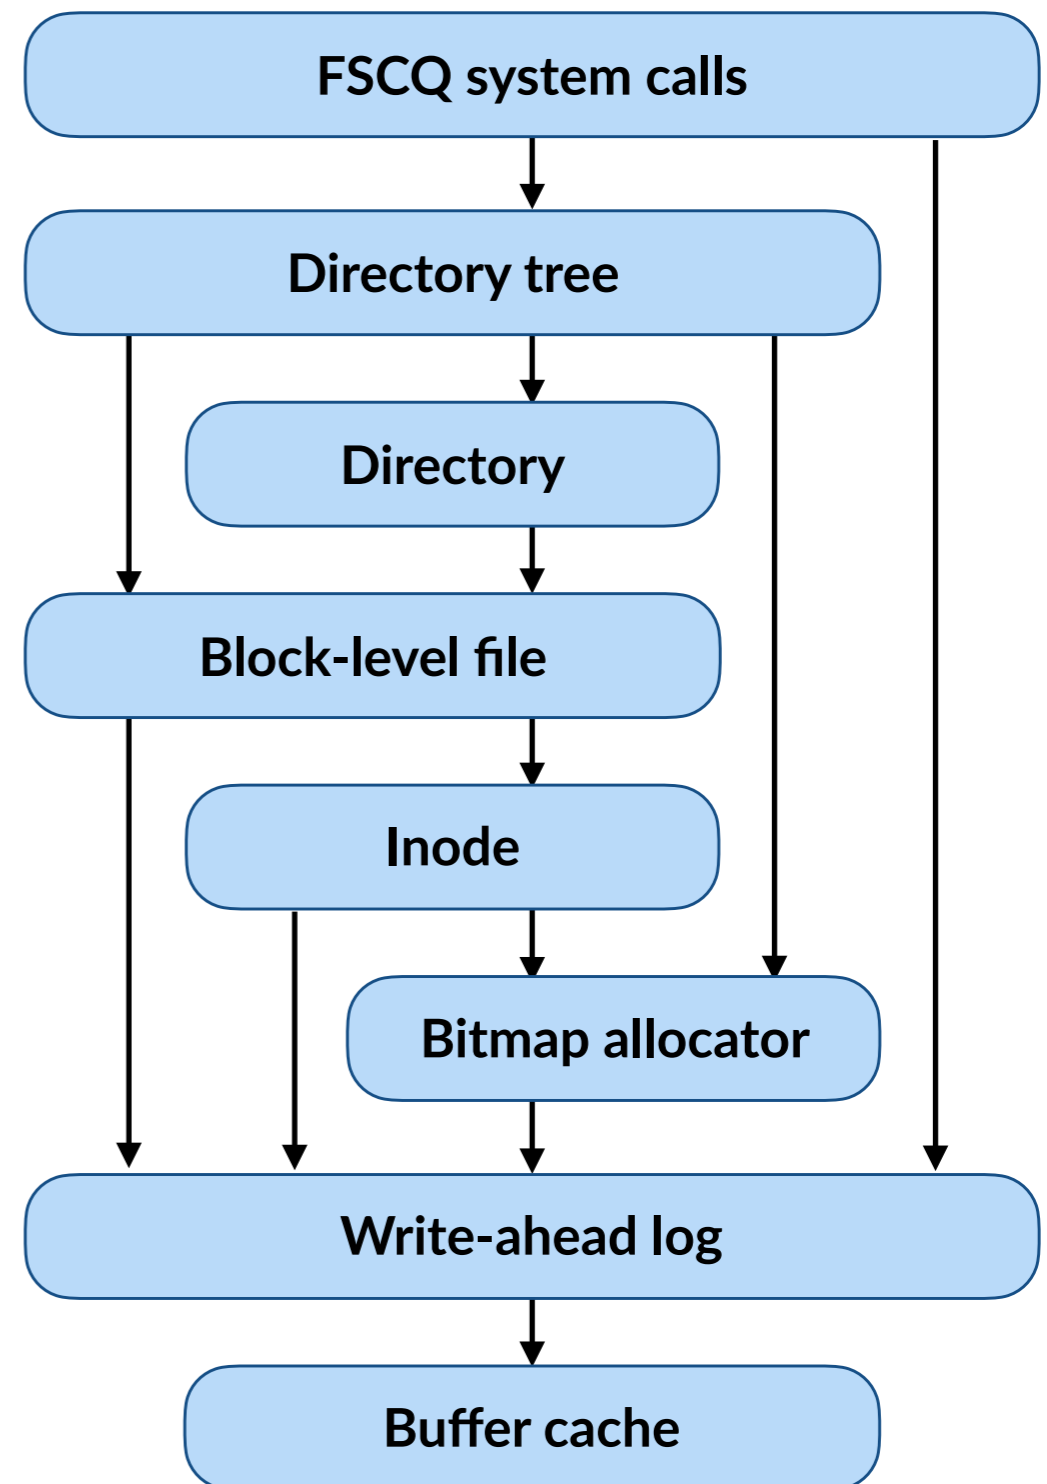 FSCQ system calls
Directory tree
Directory
Block-level file
Inode
Bitmap allocator
Write-ahead log
Buffer cache